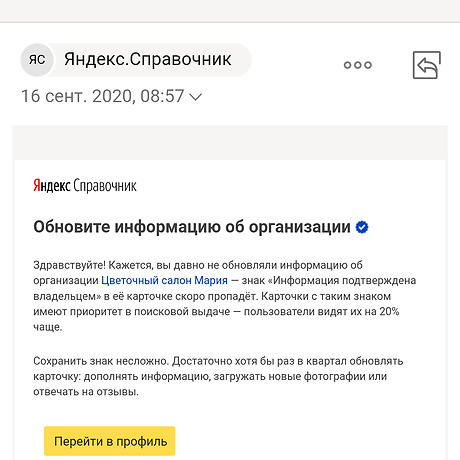 ЯС Яндекс.Справочник
16 сент. 2020, 08:57
Яндекс Справочник
Обновите информацию об организации
Здравствуйте! Кажется, вы давно не обновляли информацию об
организации Цветочный салон Мария — знак «Информация подтверждена
владельцем» в её карточке скоро пропадёт. Карточки с таким знаком
имеют приоритет в поисковой выдаче — пользователи видят их на 20%
чаще.
Сохранить знак несложно. Достаточно хотя бы раз в квартал обновлять
карточку: дополнять информацию, загружать новые фотографии или
отвечать на отзывы.
Перейти в профиль